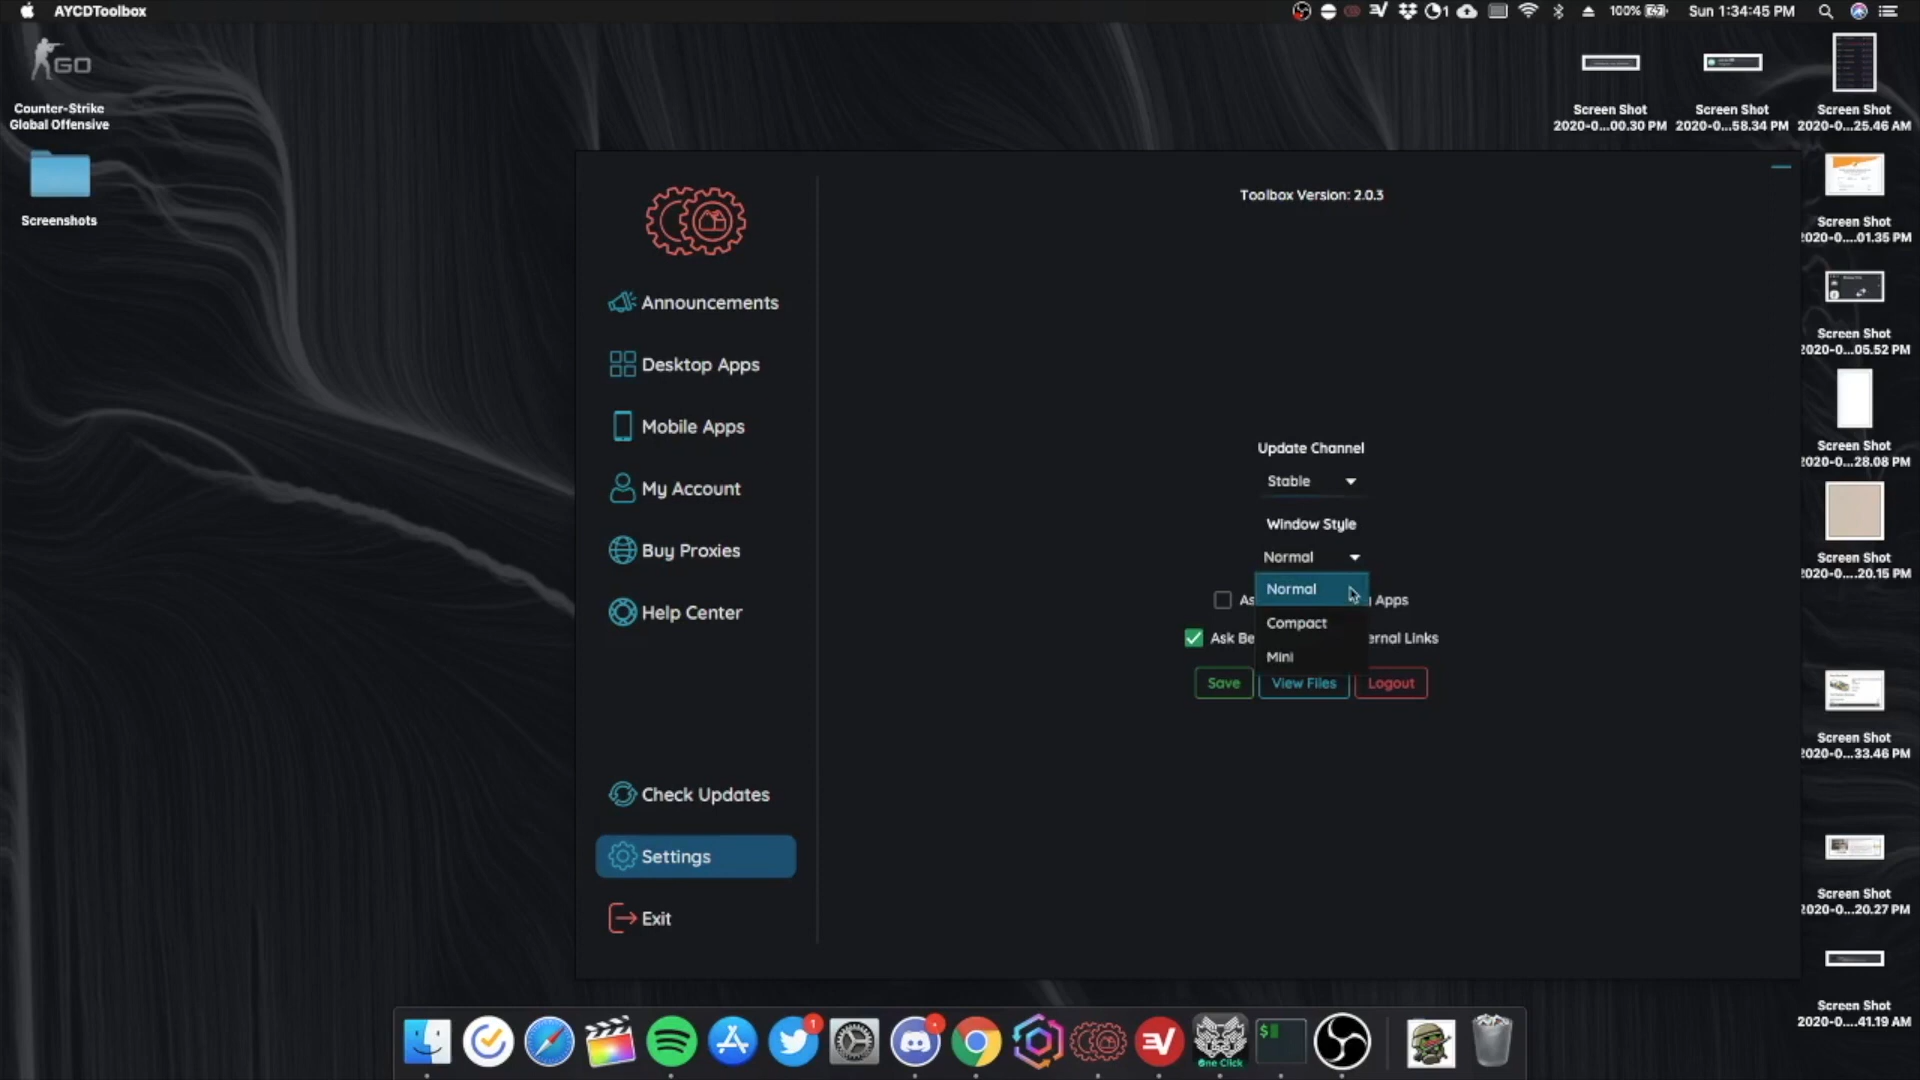 AYCDToolbox
1
100%
Sun 1:34:45 PM
GO
Counter-Strike
Global Offensive
Screenshots
Screen Shot
2020-0...00.30 PM
Screen Shot
2020-0...58.34 PM
Screen Shot
2020-0...25.46 AM
Screen Shot
2020-0....01.35 PM
Screen Shot
2020-0...05.52 PM
Screen Shot
2020-0...28.08 PM
Screen Shot
2020-0....20.15 PM
Screen Shot
2020-0...33.46 PM
Screen Shot
2020-0...20.27 PM
Screen Shot
2020-0....41.19 AM
Toolbox Version: 2.0.3
Announcements
Desktop Apps
Mobile Apps
My Account
Buy Proxies
Help Center
Check Updates
Settings
Exit
Update Channel
Stable
Window Style
Normal
Normal
Compact
Mini
As
Apps
Ask Be
ernal Links
Save
View Files
Logout
1
$
One Click